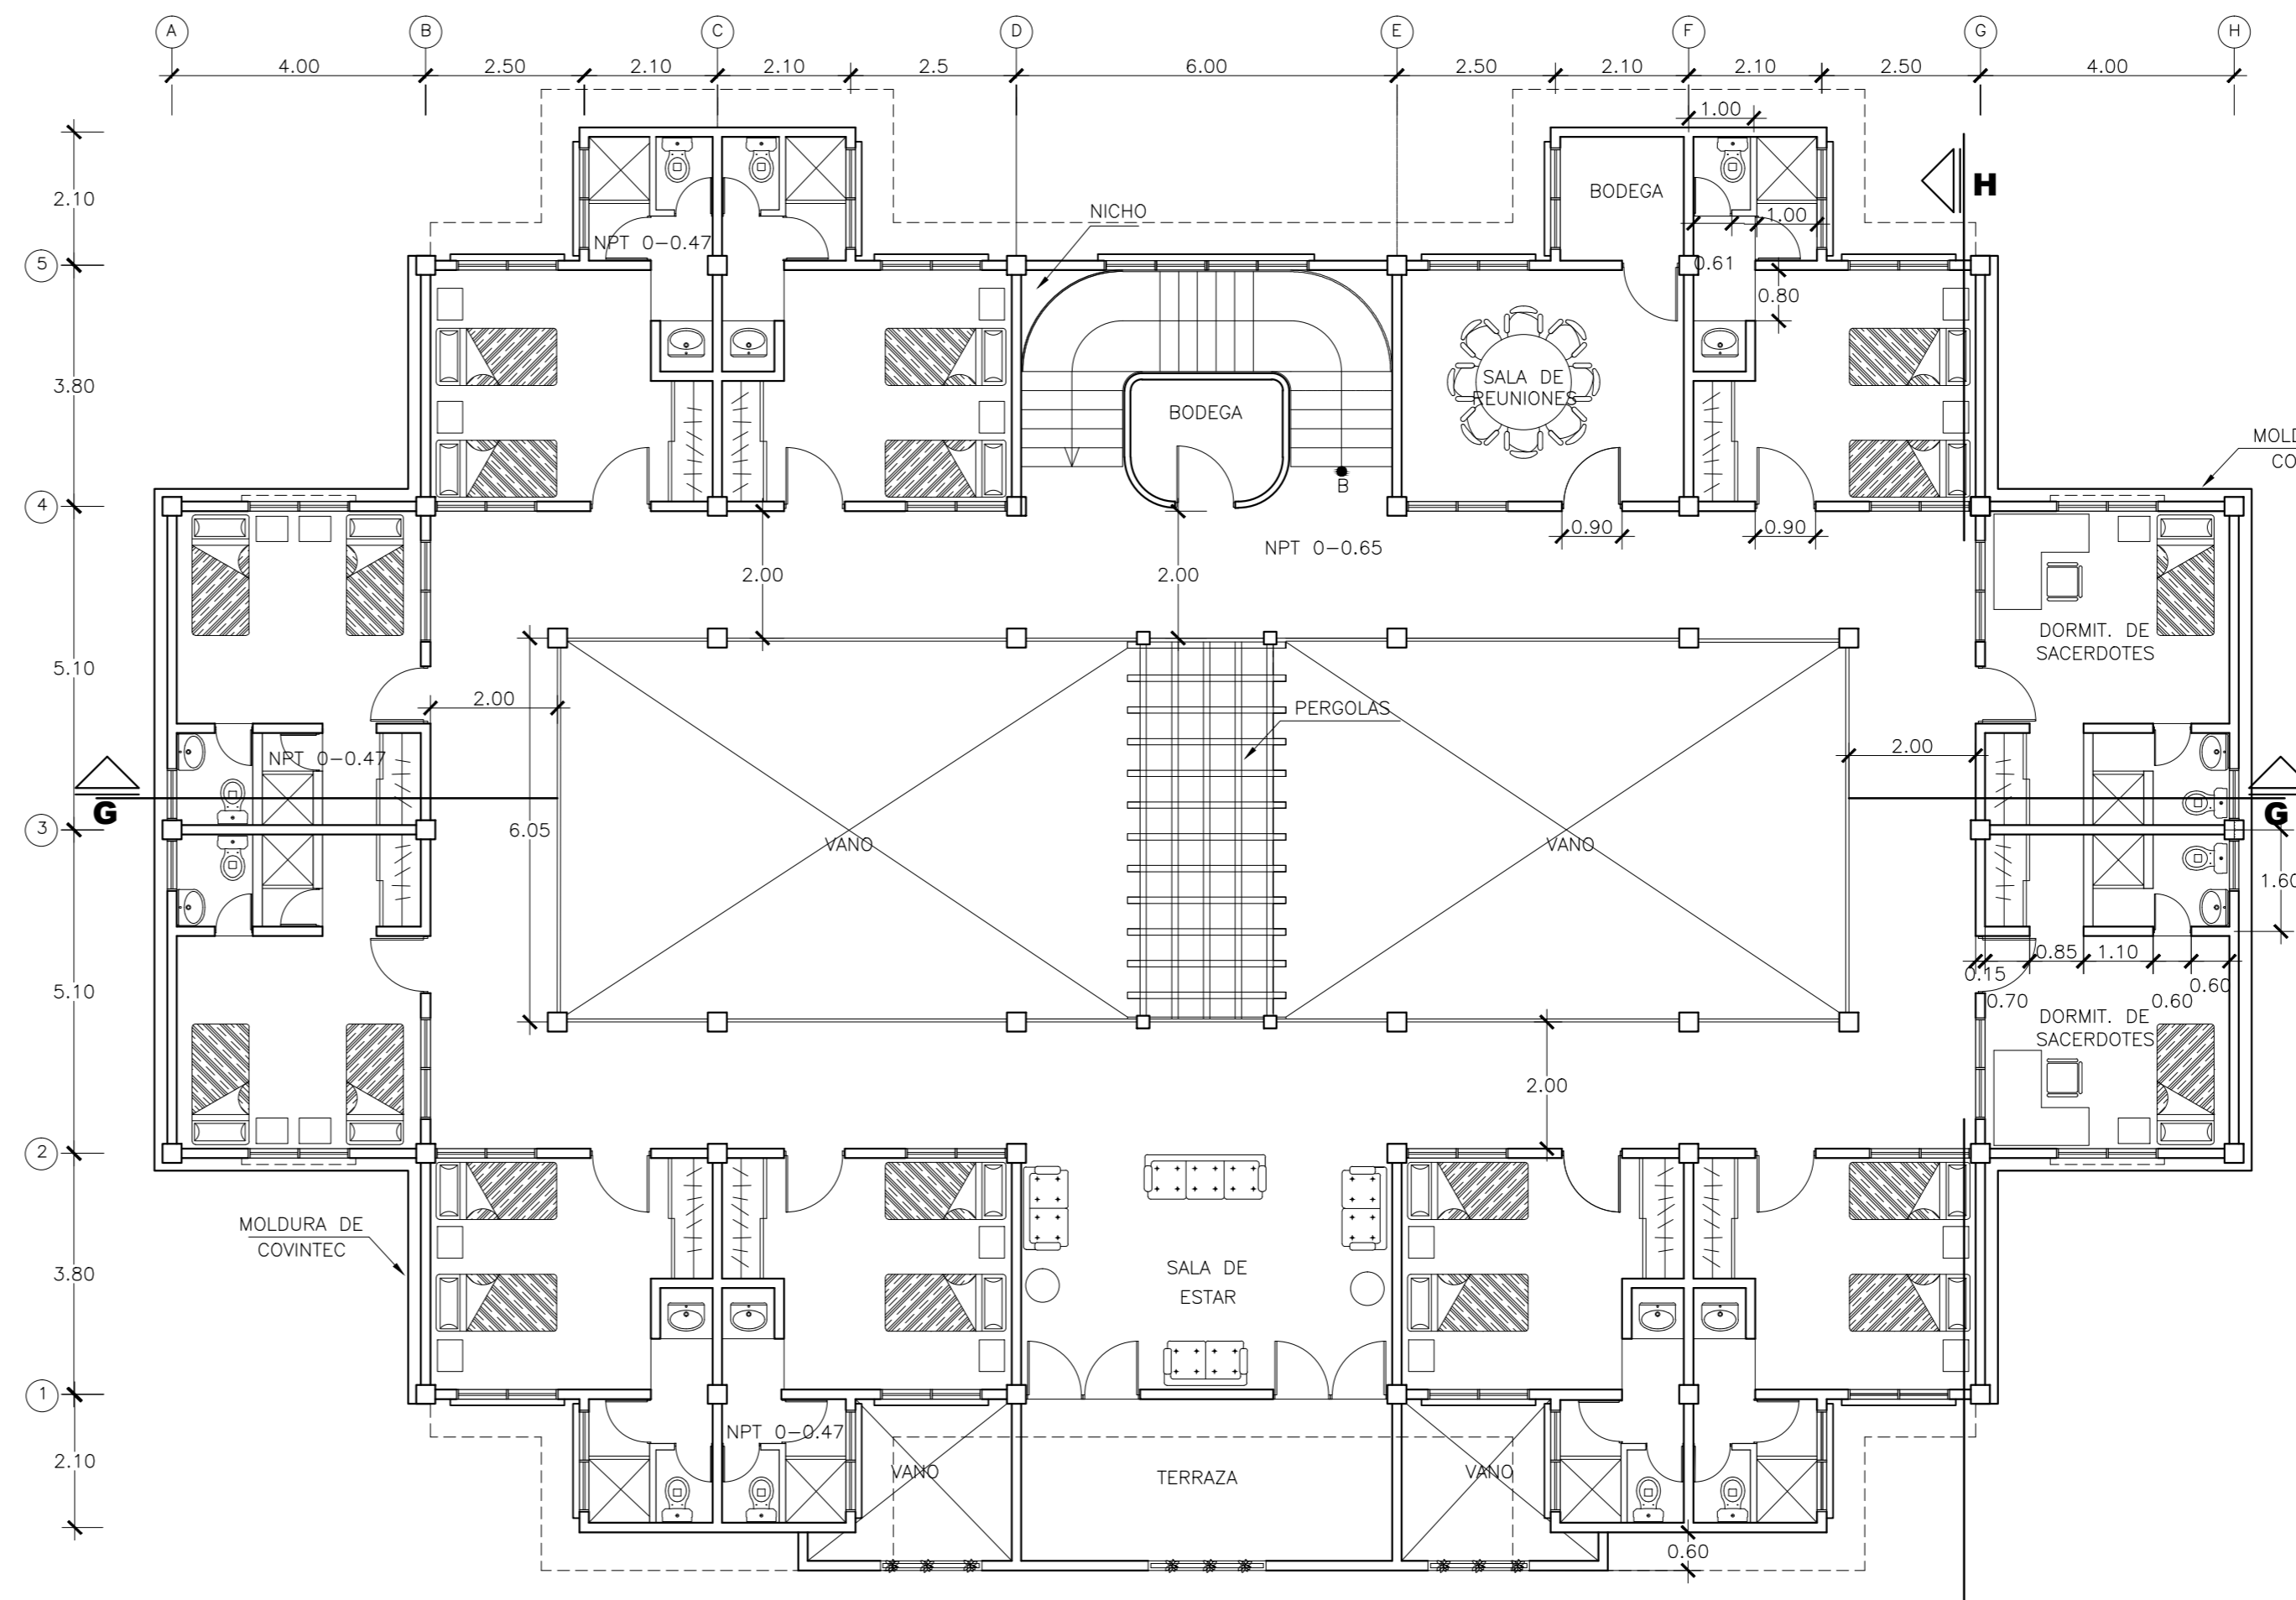 A
B
C
D
E
F
G
H
4.00
2.50
2.10
2.10
2.5
6.00
2.50
2.10
2.10
2.50
4.00
1.00
2.10
H
BODEGA
NICHO
1.00
NPT 0-0.47
5
0.61
0.80
3.80
SALA DE
REUNIONES
BODEGA
MOLD
CO
B
4
0.90
0.90
NPT 0-0.65
2.00
2.00
DORMIT. DE
SACERDOTES
5.10
2.00
PERGOLAS
2.00
NPT 0-0.47
G
G
3
6.05
VANO
VANO
1.60
0.85
1.10
0.15
0.60
0.70
0.60
5.10
DORMIT. DE
SACERDOTES
2.00
2
MOLDURA DE
COVINTEC
3.80
SALA DE
ESTAR
1
NPT 0-0.47
2.10
VANO
TERRAZA
VANO
0.60